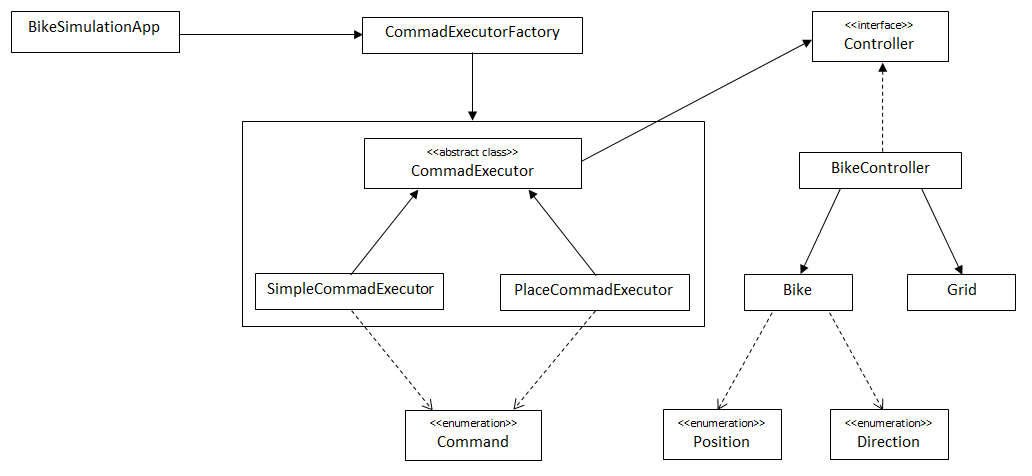 BikeSimulationApp
CommadExecutorFactory
<<interface>>
Controller
<<abstract class>>
CommadExecutor
BikeController
SimpleCommadExecutor
PlaceCommadExecutor
Bike
Grid
<<enumeration>>
Command
<<enumeration>>
Position
<<enumeration>>
Direction